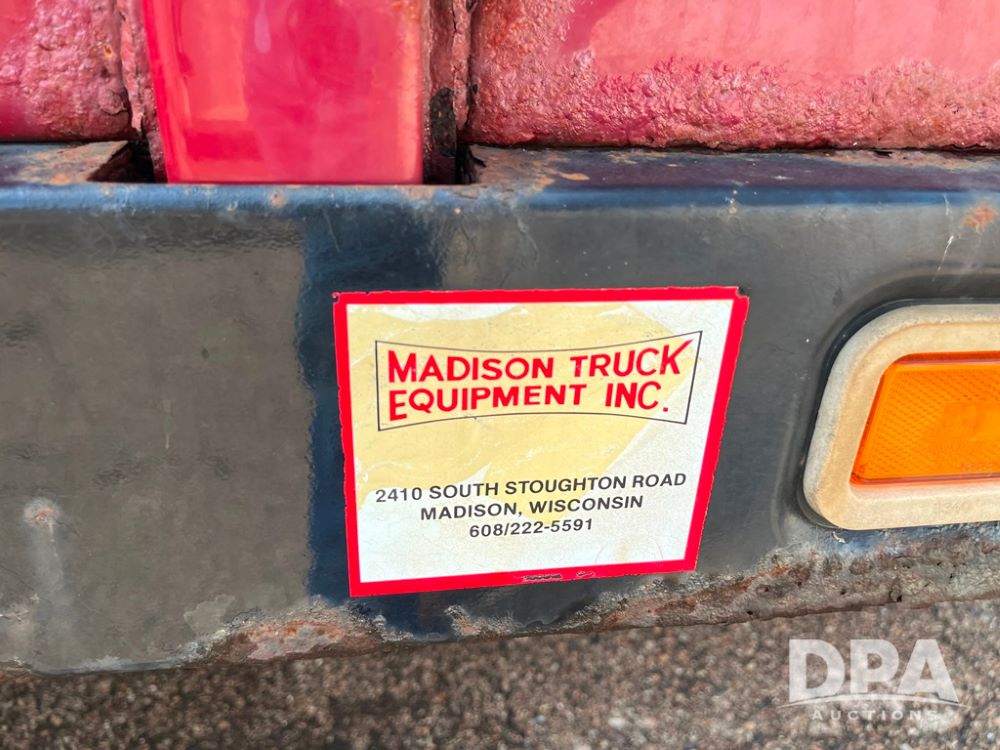 MADISON TRUCK
EQUIPMENT INC.
2410 SOUTH STOUGHTON ROAD
MADISON, WISCONSIN
608/222-5591
DPA
AUCTIONS